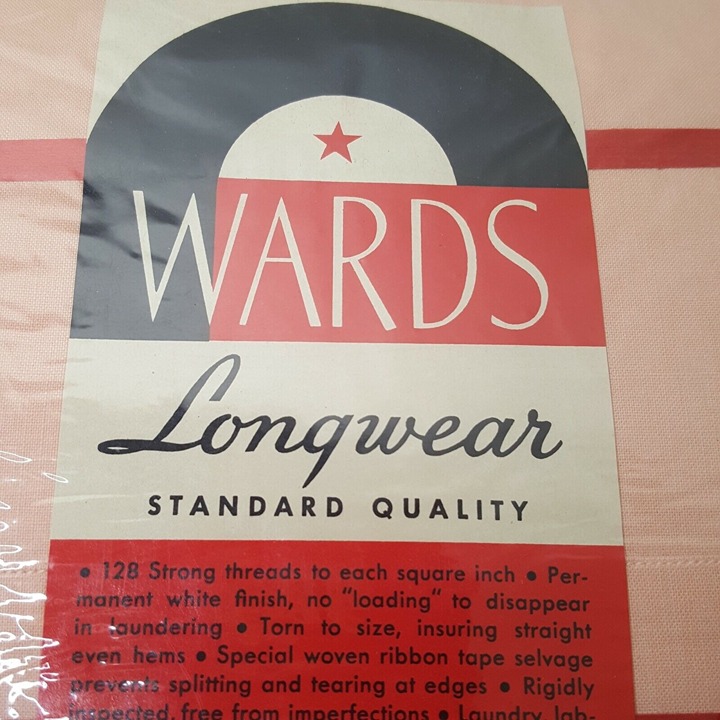 WARDS
Longwear
STANDARD QUALITY
• 128 Strong threads to each square inch • Per-
manent white finish, no "loading" to disappear
in laundering • Torn to size, insuring straight
even hems • Special woven ribbon tape selvage
prevents splitting and tearing at edges • Rigidly
inspected, free from imperfections • Laundry lab-